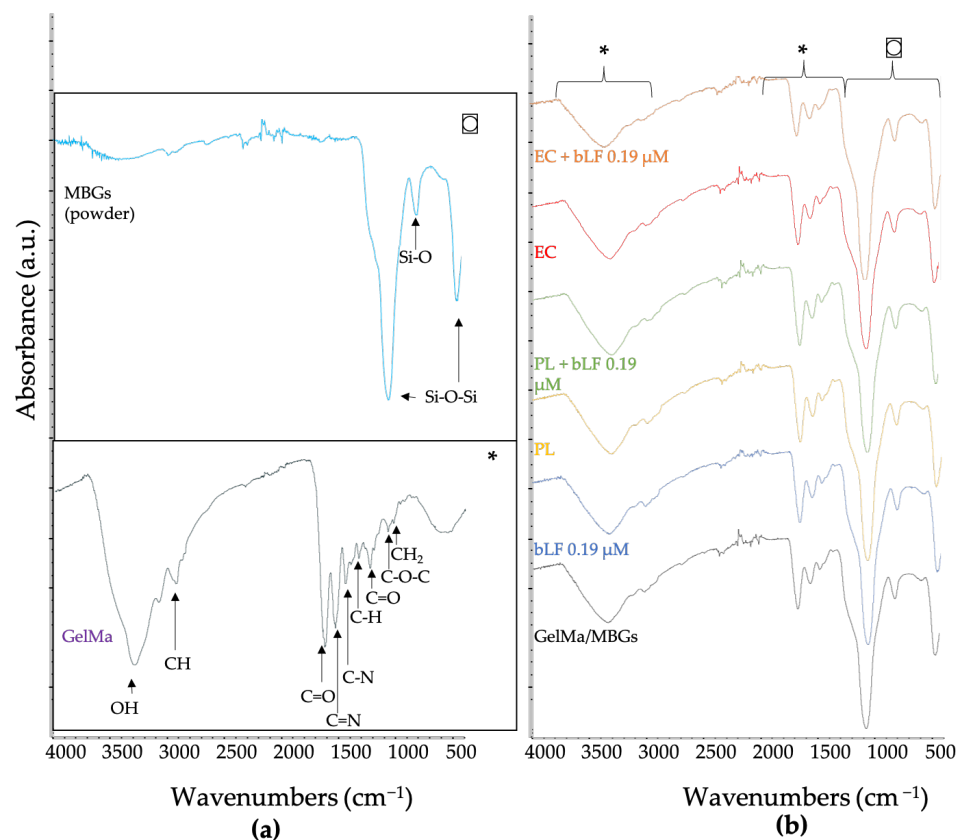 Absorbance (a.u.)
MBGs
(powder)
Si-O
Si-O-Si
*
GelMa
OH
CH
C=O
C=N
C-N
C-H
C=O
C-O-C
CH₂
4000 3500 3000 2500 2000 1500 1000 500
Wavenumbers (cm⁻¹)
(a)
* *
EC + bLF 0.19 µM
EC
PL + bLF 0.19
µM
PL
bLF 0.19 µM
GelMa/MBGs
4000 3500 3000 2500 2000 1500 1000 500
Wavenumbers (cm⁻¹)
(b)